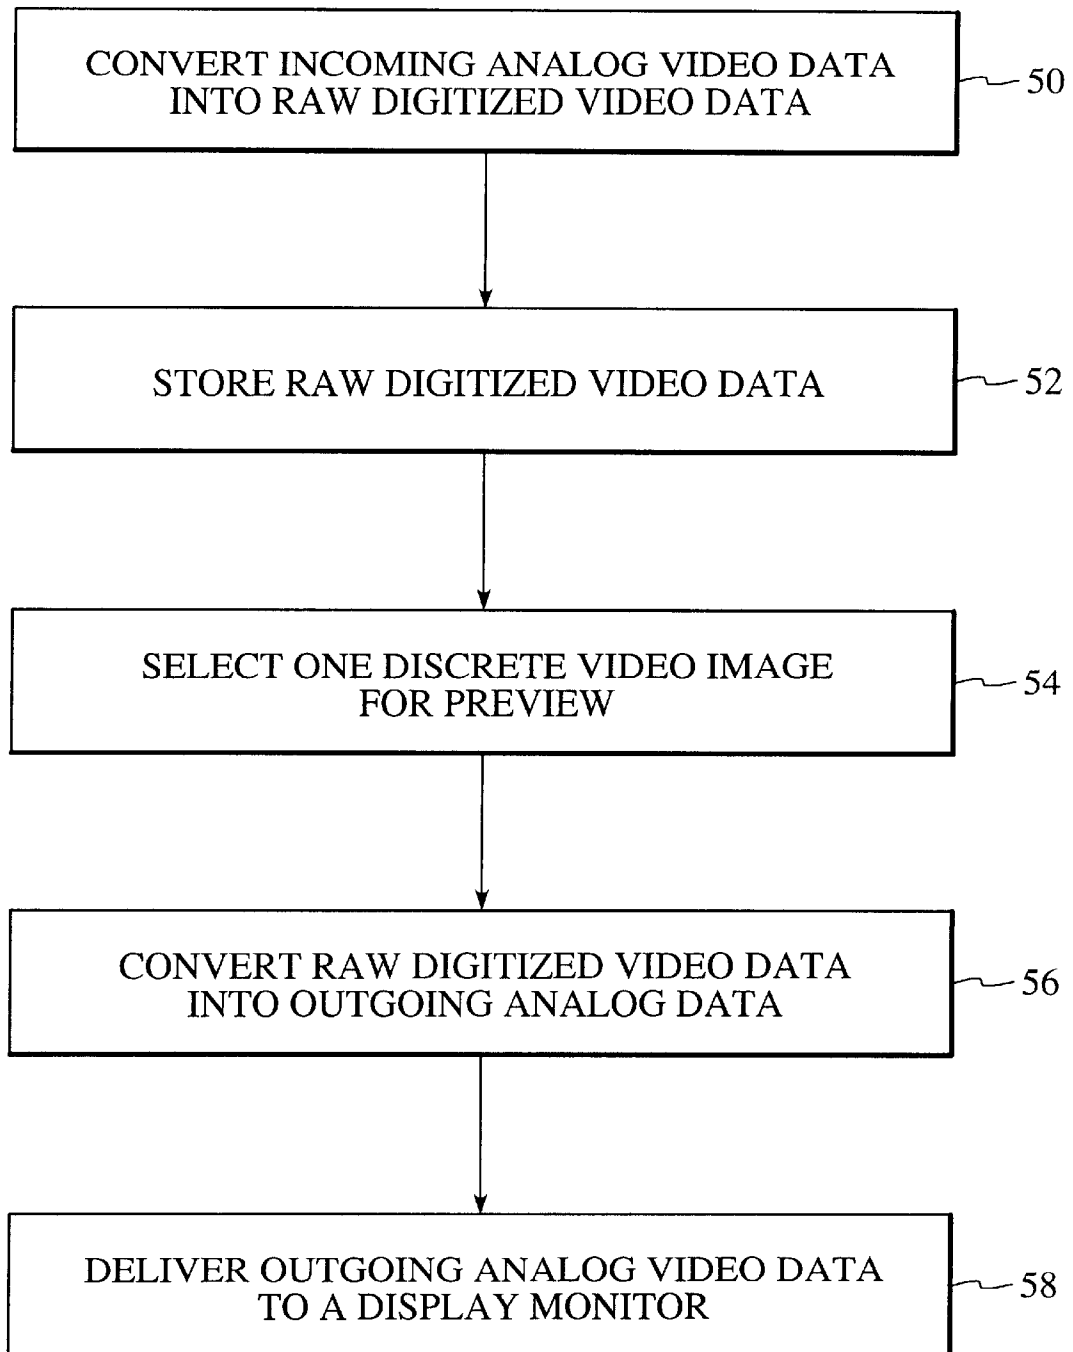 CONVERT INCOMING ANALOG VIDEO DATA
INTO RAW DIGITIZED VIDEO DATA
50
STORE RAW DIGITIZED VIDEO DATA
52
SELECT ONE DISCRETE VIDEO IMAGE
FOR PREVIEW
54
CONVERT RAW DIGITIZED VIDEO DATA
INTO OUTGOING ANALOG DATA
56
DELIVER OUTGOING ANALOG VIDEO DATA
TO A DISPLAY MONITOR
58